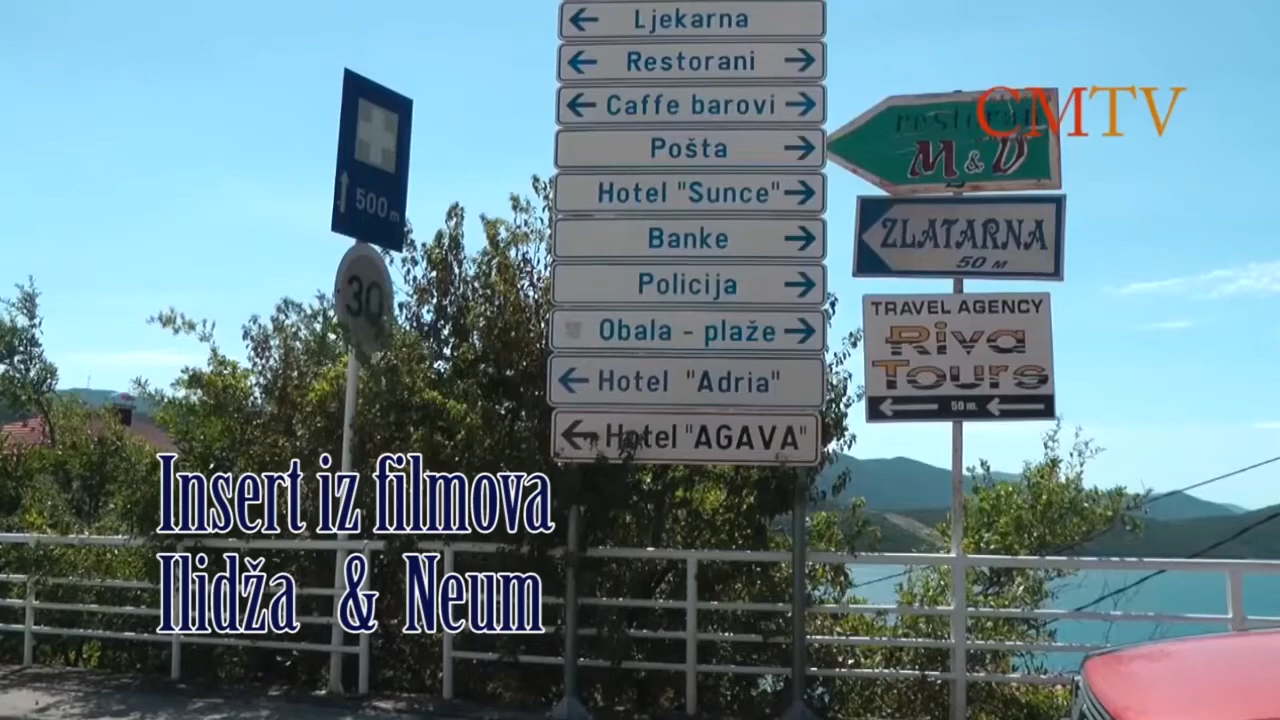 Ljekarna
Restorani
Caffe barovi
Pošta
Hotel "Sunce"
Banke
Policija
Obala - plaže
Hotel "Adria"
Hotel "AGAVA"
500 m
30
restoran
M & D
CMTV
ZLATARNA
50 M
TRAVEL AGENCY
Riva
Tours
50 m.
Insert iz filmova
Ilidža & Neum